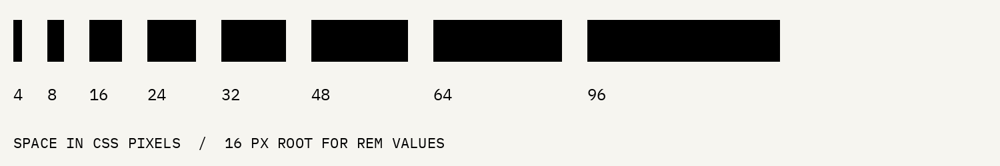 4 8 16 24 32 48 64 96
SPACE IN CSS PIXELS / 16 PX ROOT FOR REM VALUES